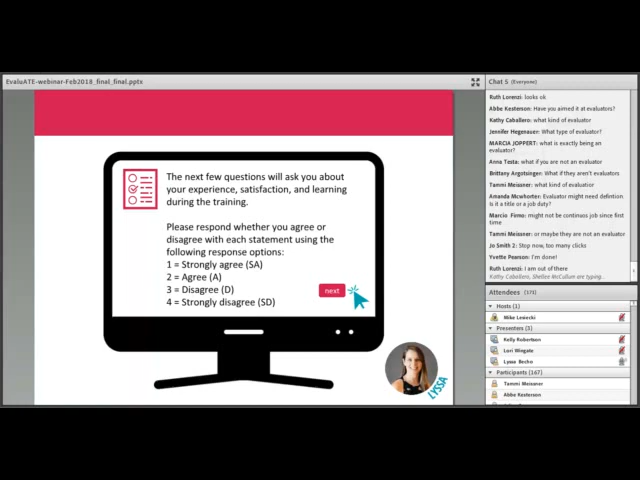 EvaluATE-webinar-Feb2018_final_final.pptx
The next few questions will ask you about
your experience, satisfaction, and learning
during the training.
Please respond whether you agree or
disagree with each statement using the
following response options:
1 = Strongly agree (SA)
2 = Agree (A)
3 = Disagree (D)
4 = Strongly disagree (SD)
next
LYSSA
Chat 5 (Everyone)
Ruth Lorenzi: looks ok
Abbe Kesterson: Have you aimed it at evaluators?
Kathy Caballero: what kind of evaluator
Jennifer Hegenauer: What type of evaluator?
MARCIA JOPPERT: what is exactly being an
evaluator?
Anna Testa: what if you are not an evaluator
Brittany Argotsinger: What if they aren't evaluators
Tammi Meissner: what kind of evaluator
Amanda Mcwhorter: Evaluator might need defintion.
Is it a title or a job duty?
Marcio Firmo: might not be continuos job since first
time
Tammi Meissner: or maybe they are not an evaluator
Jo Smith 2: Stop now, too many clicks
Yvette Pearson: I'm done!
Ruth Lorenzi: I am out of there
Kathy Caballero, Shellee McCullan are typing...
Attendees (171)
Hosts (1)
Mike Lesiecki
Presenters (3)
Kelly Robertson
Lori Wingate
Lyssa Becho
Participants (167)
Tammi Meissner
Abbe Kesterson